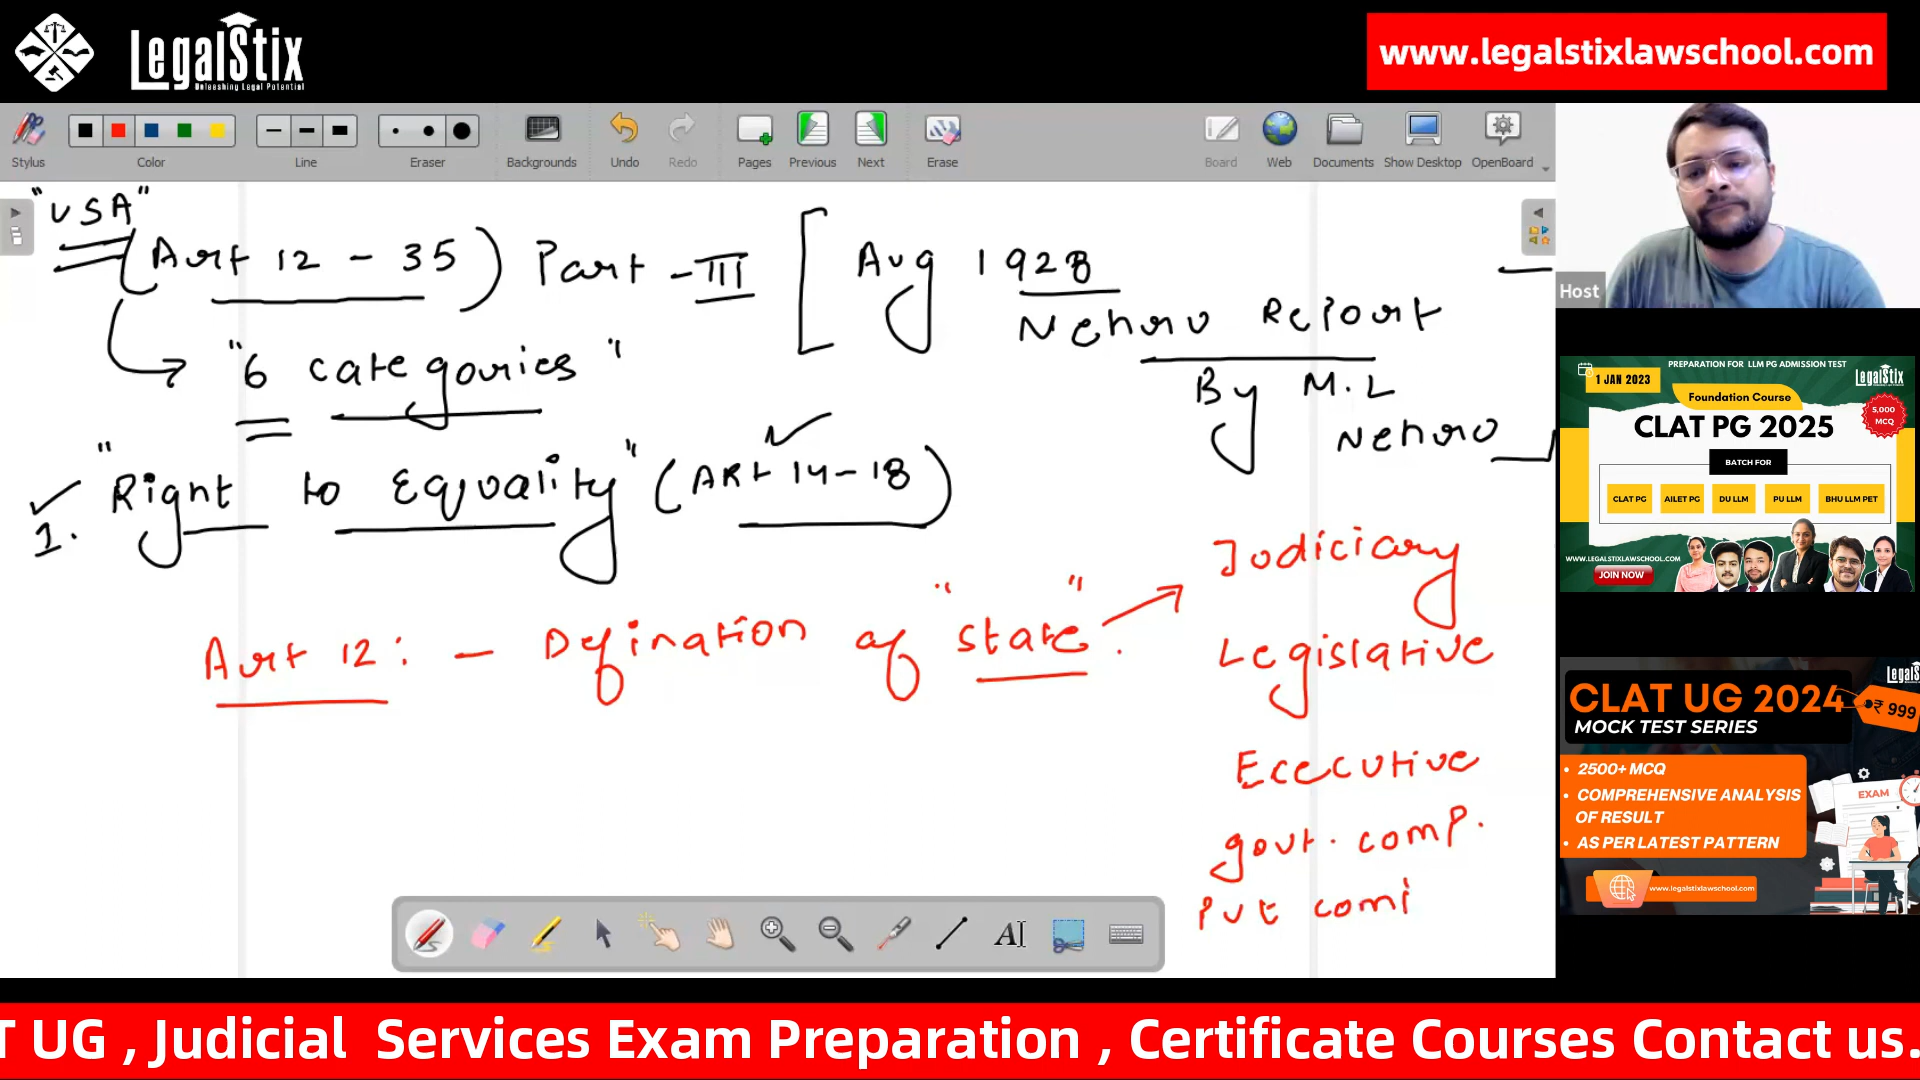 LegalStix
Unleashing Legal Potential
www.legalstixlawschool.com
Stylus
Color
Line
Eraser
Backgrounds
Undo
Redo
Pages
Previous
Next
Erase
Board
Web
Documents
Show Desktop
OpenBoard
"USA"
(Art 12 - 35) Part - III [ Aug 1928
Nehru Report
By M.L
Nehru ]
"6 categories"
1. "Right to Equality" (ART 14-18)
Art 12: - Defination of "state".
Judiciary
Legislative
Executive
govt. comp.
Pvt comp
Host
PREPARATION FOR LLM PG ADMISSION TEST
LegalStix
1 JAN 2023
Foundation Course
5,000
MCQ
CLAT PG 2025
BATCH FOR
CLAT PG
AILET PG
DU LLM
PU LLM
BHU LLM PET
WWW.LEGALSTIXLAWSCHOOL.COM
JOIN NOW
CLAT UG 2024
₹ 999
MOCK TEST SERIES
• 2500+ MCQ
• COMPREHENSIVE ANALYSIS
OF RESULT
• AS PER LATEST PATTERN
EXAM
www.legalstixlawschool.com
T UG , Judicial Services Exam Preparation , Certificate Courses Contact us.